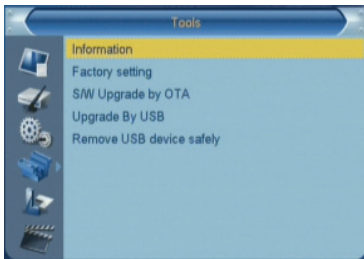 Tools
Information
Factory setting
S/W Upgrade by OTA
Upgrade By USB
Remove USB device safely